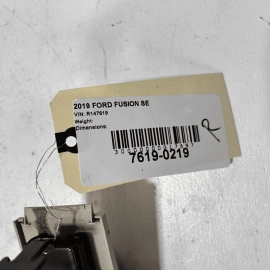 2019 FORD FUSION SE
VIN: R147619
Weight:
Dimensions:
7619-0219
R